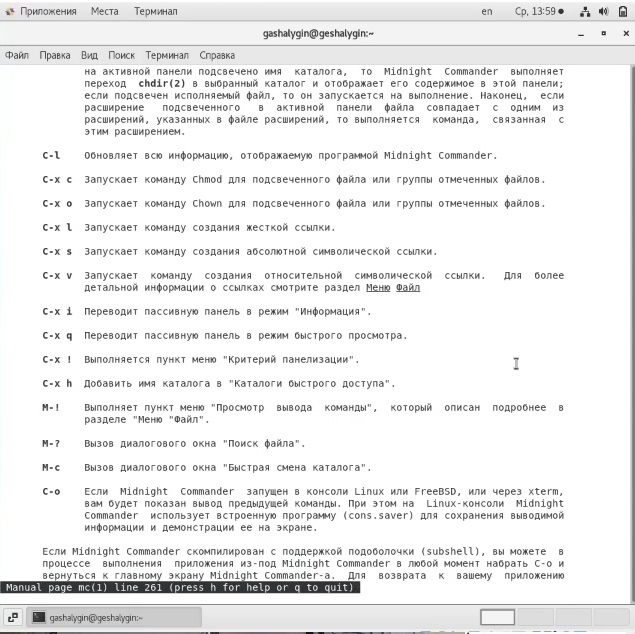 Приложения Места Терминал en Ср, 13:59
gashalygin@geshalygin:~
Файл Правка Вид Поиск Терминал Справка
на активной панели подсвечено имя каталога, то Midnight Commander выполняет
переход chdir(2) в выбранный каталог и отображает его содержимое в этой панели;
если подсвечен исполняемый файл, то он запускается на выполнение. Наконец, если
расширение подсвеченного в активной панели файла совпадает с одним из
расширений, указанных в файле расширений, то выполняется команда, связанная с
этим расширением.
C-l Обновляет всю информацию, отображаемую программой Midnight Commander.
C-x c Запускает команду Chmod для подсвеченного файла или группы отмеченных файлов.
C-x o Запускает команду Chown для подсвеченного файла или группы отмеченных файлов.
C-x l Запускает команду создания жесткой ссылки.
C-x s Запускает команду создания абсолютной символической ссылки.
C-x v Запускает команду создания относительной символической ссылки. Для более
детальной информации о ссылках смотрите раздел Меню Файл
C-x i Переводит пассивную панель в режим "Информация".
C-x q Переводит пассивную панель в режим быстрого просмотра.
C-x ! Выполняется пункт меню "Критерий панелизации".
C-x h Добавить имя каталога в "Каталоги быстрого доступа".
M-! Выполняет пункт меню "Просмотр вывода команды", который описан подробнее в
разделе "Меню "Файл".
M-? Вызов диалогового окна "Поиск файла".
M-c Вызов диалогового окна "Быстрая смена каталога".
C-o Если Midnight Commander запущен в консоли Linux или FreeBSD, или через xterm,
вам будет показан вывод предыдущей команды. При этом на Linux-консоли Midnight
Commander использует встроенную программу (cons.saver) для сохранения выводимой
информации и демонстрации ее на экране.
Если Midnight Commander скомпилирован с поддержкой подоболочки (subshell), вы можете в
процессе выполнения приложения из-под Midnight Commander в любой момент набрать C-o и
вернуться к главному экрану Midnight Commander-а. Для возврата к вашему приложению
Manual page mc(1) line 261 (press h for help or q to quit)
gashalygin@geshalygin:~